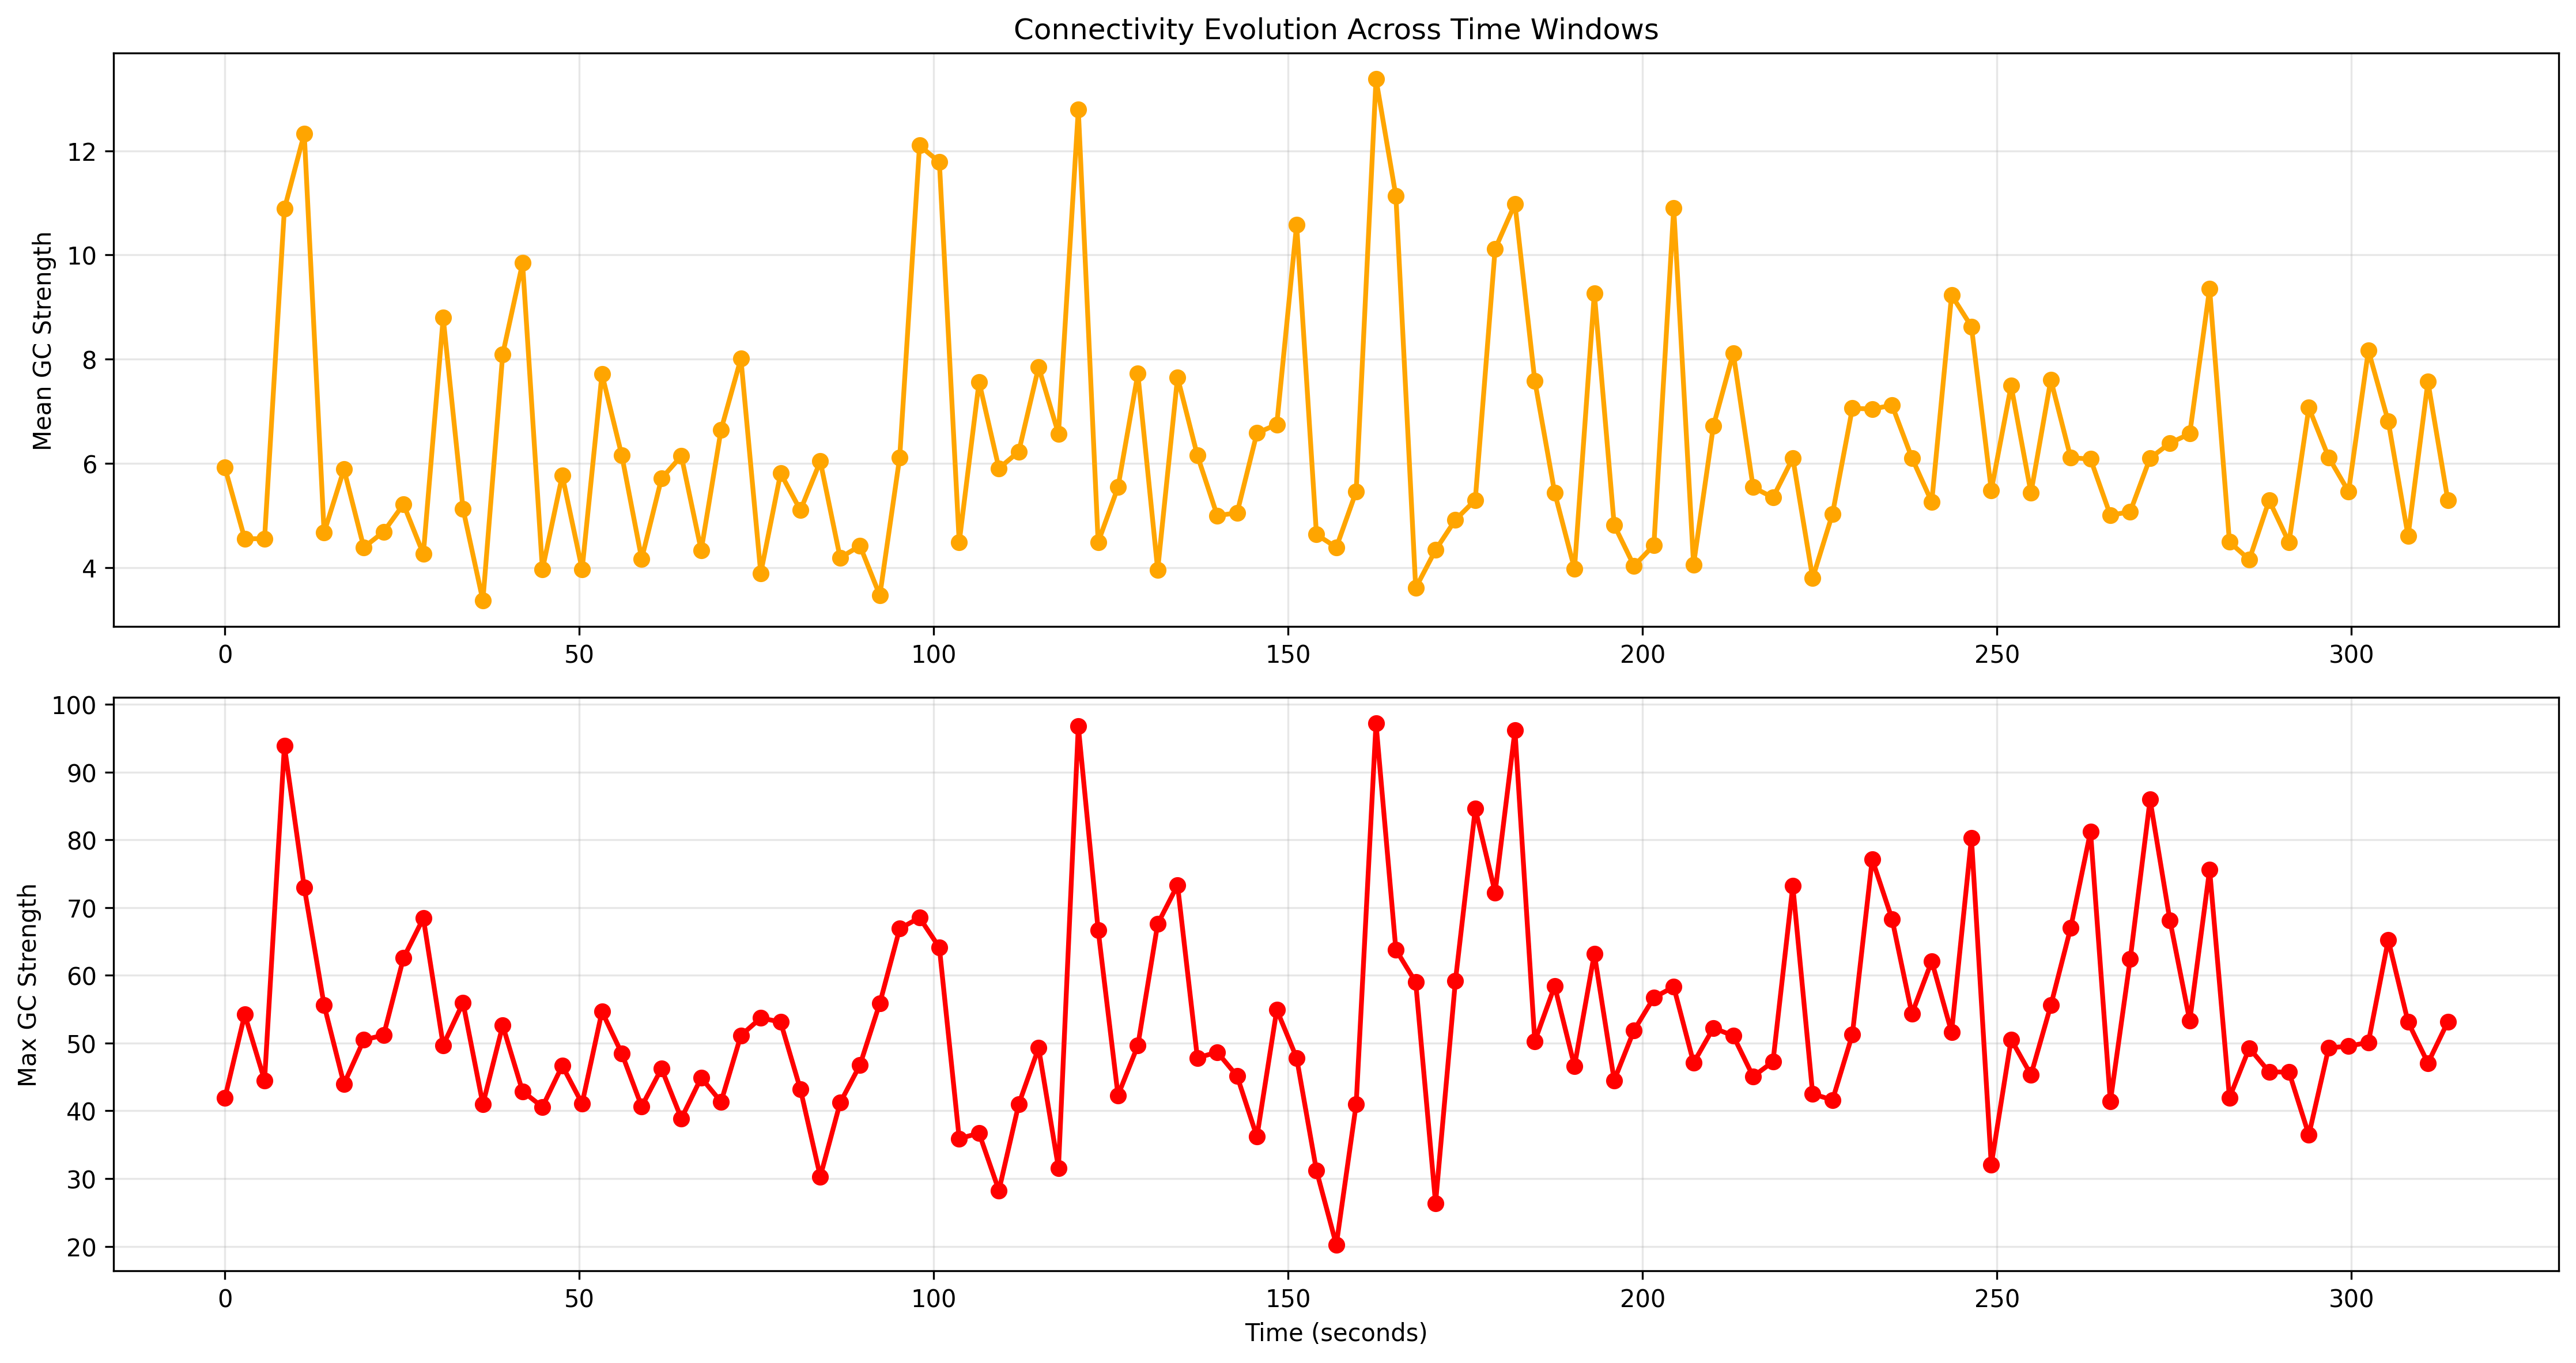 Connectivity Evolution Across Time Windows
Mean GC Strength
12
10
8
6
4
0 50 100 150 200 250 300
Max GC Strength
100
90
80
70
60
50
40
30
20
0 50 100 150 200 250 300
Time (seconds)